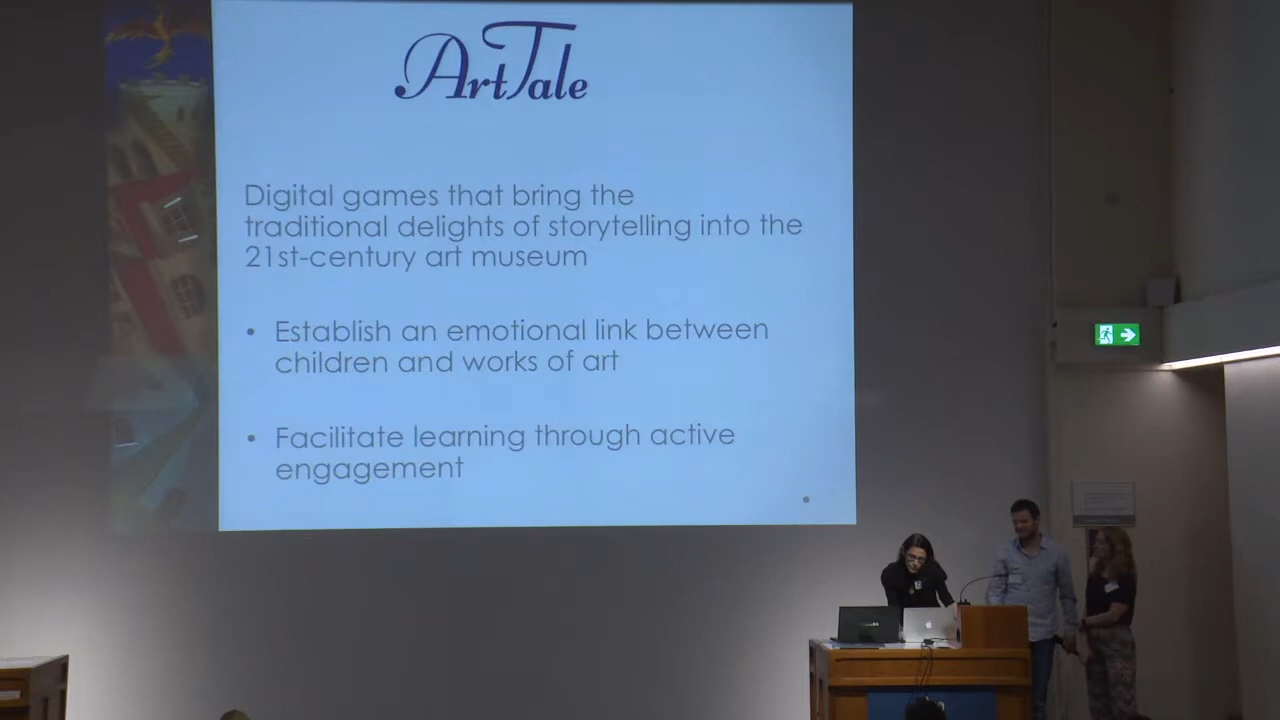 ArtTale
Digital games that bring the
traditional delights of storytelling into the
21st-century art museum
• Establish an emotional link between
children and works of art
• Facilitate learning through active
engagement